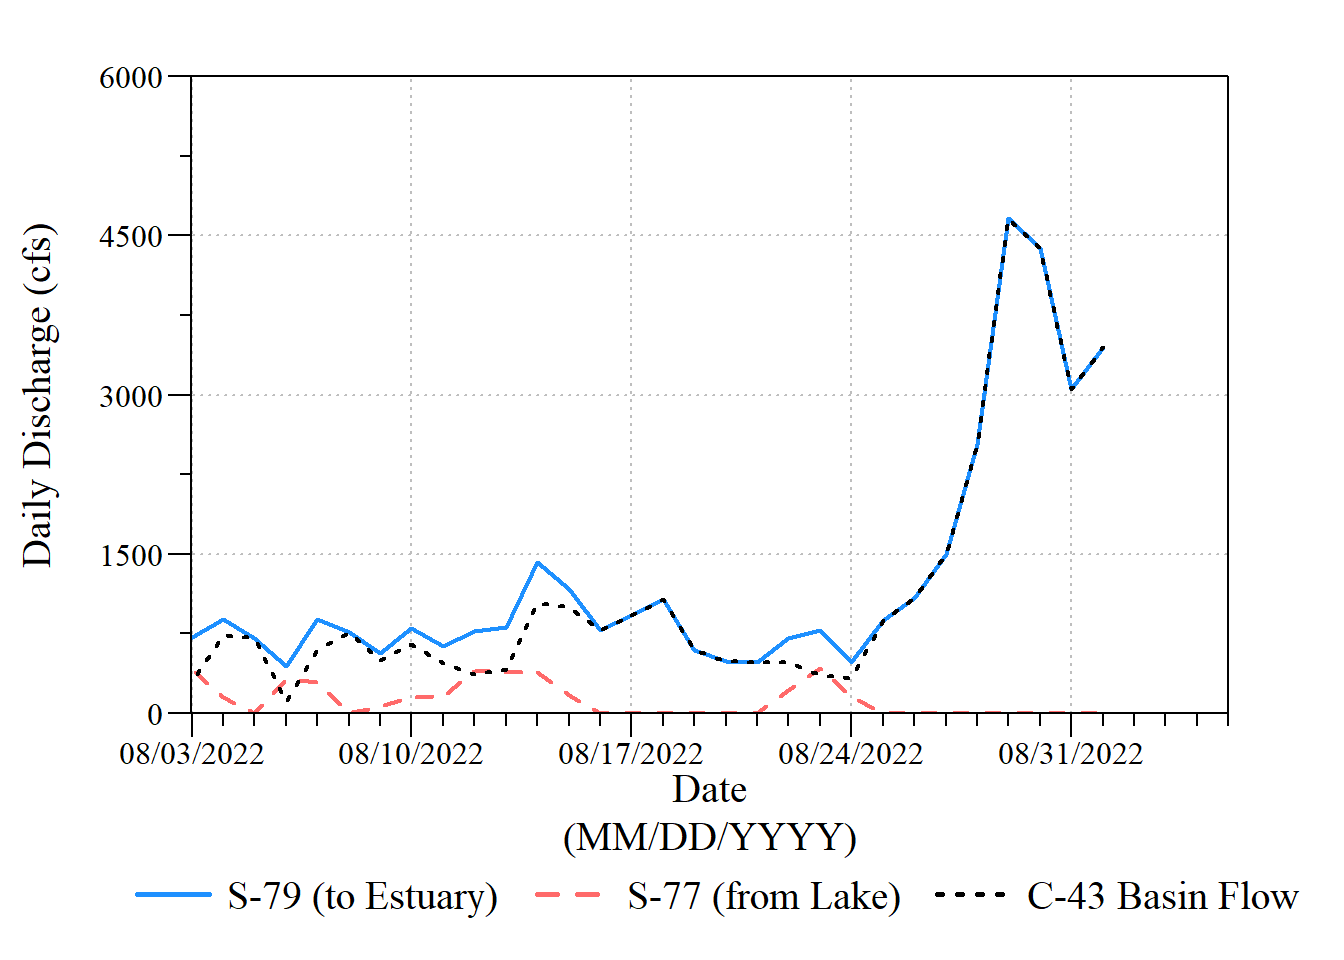 6000
4500
3000
1500
0
Daily Discharge (cfs)
08/03/2022 08/10/2022 08/17/2022 08/24/2022 08/31/2022
Date
(MM/DD/YYYY)
S-79 (to Estuary) S-77 (from Lake) C-43 Basin Flow